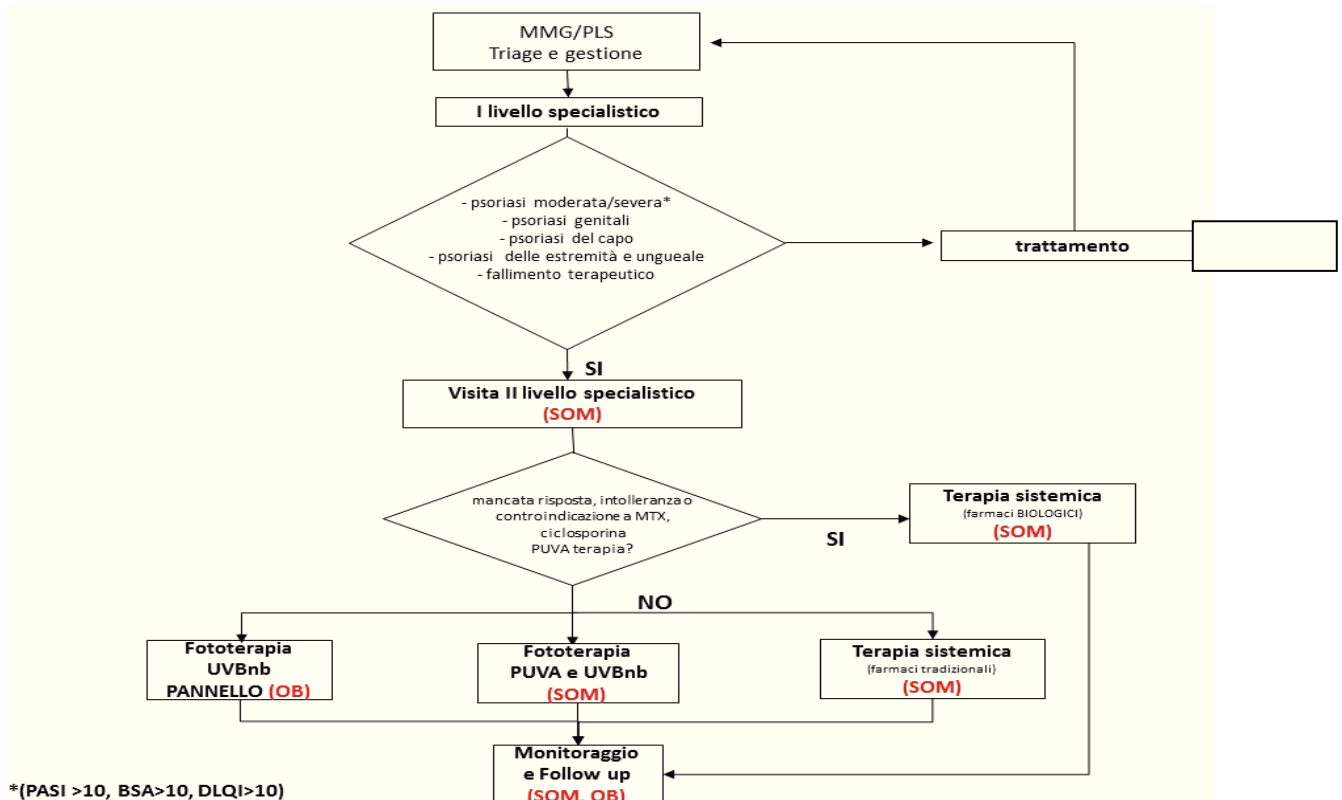 MMG/PLS
Triage e gestione
I livello specialistico
- psoriasi moderata/severa*
- psoriasi genitali
- psoriasi del capo
- psoriasi delle estremità e ungueale
- fallimento terapeutico
trattamento
SI
Visita II livello specialistico
(SOM)
mancata risposta, intolleranza o
controindicazione a MTX,
ciclosporina
PUVA terapia?
SI
Terapia sistemica
(farmaci BIOLOGICI)
(SOM)
NO
Fototerapia
UVBnb
PANNELLO (OB)
Fototerapia
PUVA e UVBnb
(SOM)
Terapia sistemica
(farmaci tradizionali)
(SOM)
Monitoraggio
e Follow up
(SOM, OB)
*(PASI >10, BSA>10, DLQI>10)